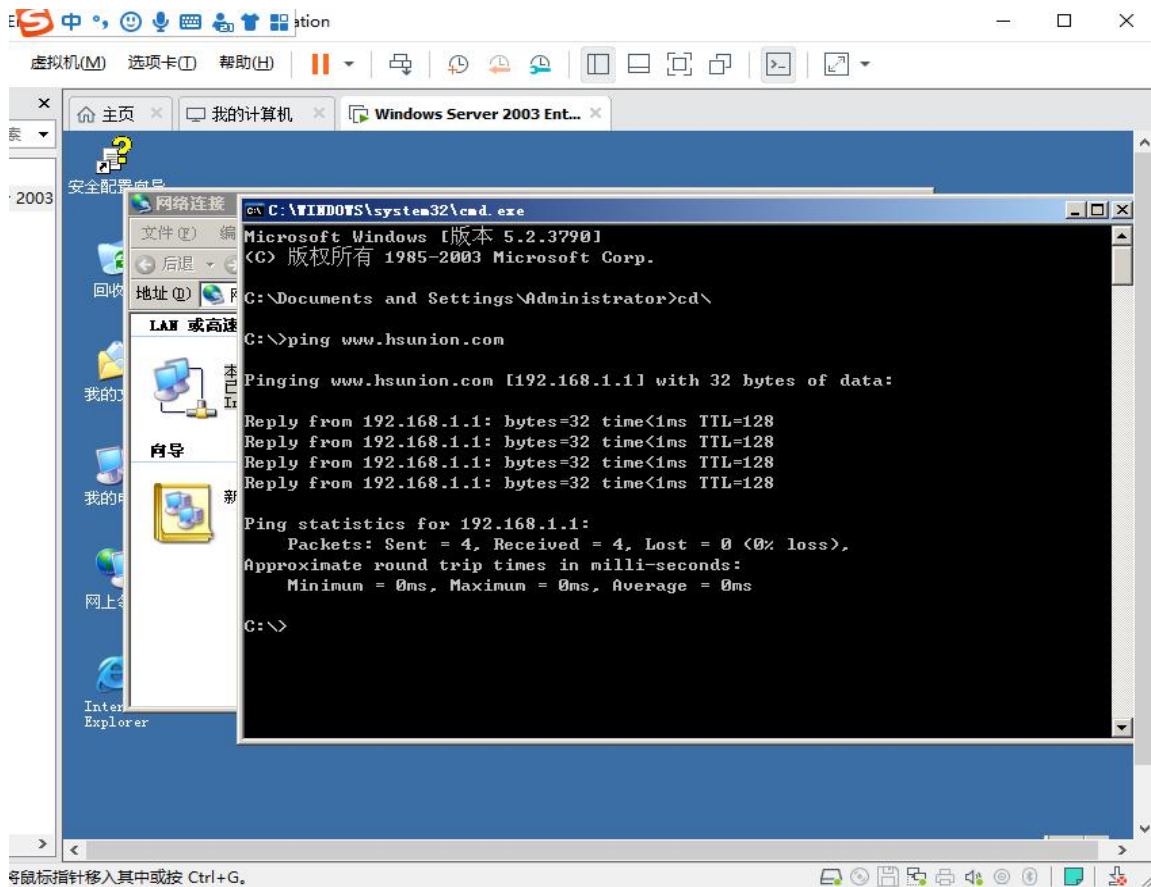 中
ation
虚拟机(M) 选项卡(T) 帮助(H)
主页
我的计算机
Windows Server 2003 Ent...
2003
安全配置向导
网络连接
文件(F) 编
后退
地址(D)
LAN 或高速
向导
新
回收
网上
Internet
Explorer
C:\WINDOWS\system32\cmd.exe
Microsoft Windows [版本 5.2.3790]
(C) 版权所有 1985-2003 Microsoft Corp.
C:\Documents and Settings\Administrator>cd\
C:\>ping www.hsunion.com
Pinging www.hsunion.com [192.168.1.1] with 32 bytes of data:
Reply from 192.168.1.1: bytes=32 time<1ms TTL=128
Reply from 192.168.1.1: bytes=32 time<1ms TTL=128
Reply from 192.168.1.1: bytes=32 time<1ms TTL=128
Reply from 192.168.1.1: bytes=32 time<1ms TTL=128
Ping statistics for 192.168.1.1:
Packets: Sent = 4, Received = 4, Lost = 0 (0% loss),
Approximate round trip times in milli-seconds:
Minimum = 0ms, Maximum = 0ms, Average = 0ms
C:\>
将鼠标指针移入其中或按 Ctrl+G。